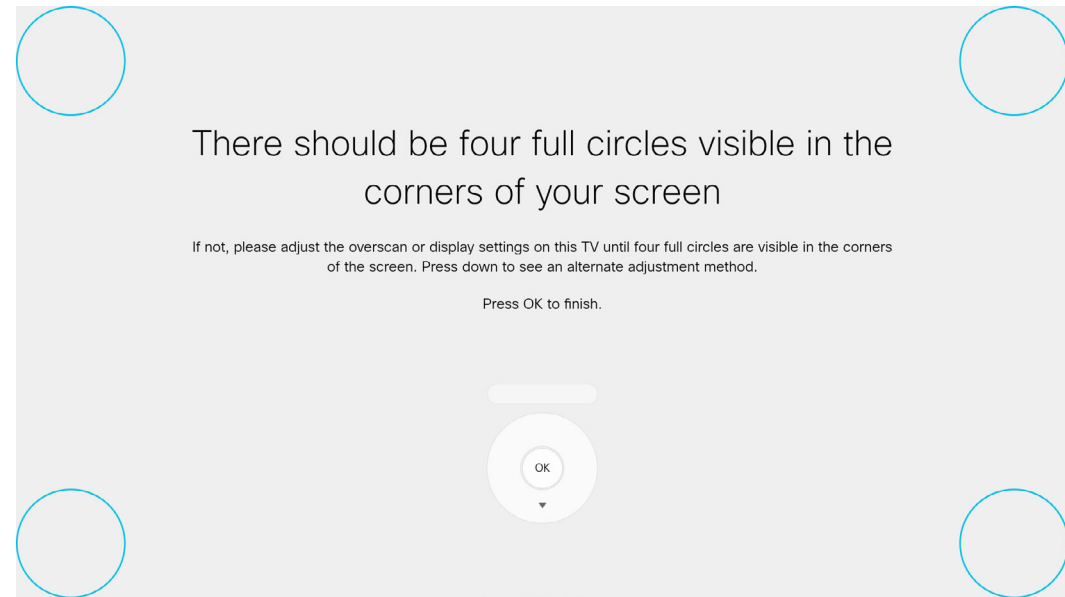 There should be four full circles visible in the
corners of your screen
If not, please adjust the overscan or display settings on this TV until four full circles are visible in the corners
of the screen. Press down to see an alternate adjustment method.
Press OK to finish.
OK